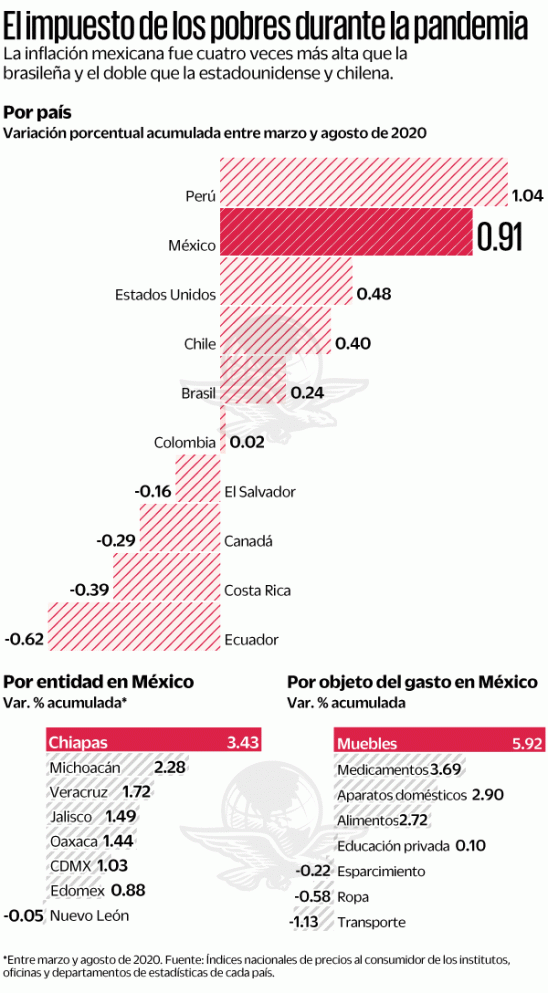 El impuesto de los pobres durante la pandemia
La inflación mexicana fue cuatro veces más alta que la
brasileña y el doble que la estadounidense y chilena.
Por país
Variación porcentual acumulada entre marzo y agosto de 2020
Perú 1.04
México 0.91
Estados Unidos 0.48
Chile 0.40
Brasil 0.24
Colombia 0.02
-0.16 El Salvador
-0.29 Canadá
-0.39 Costa Rica
-0.62 Ecuador
Por entidad en México
Var. % acumulada*
Chiapas 3.43
Michoacán 2.28
Veracruz 1.72
Jalisco 1.49
Oaxaca 1.44
CDMX 1.03
Edomex 0.88
-0.05 Nuevo León
Por objeto del gasto en México
Var. % acumulada
Muebles 5.92
Medicamentos 3.69
Aparatos domésticos 2.90
Alimentos 2.72
Educación privada 0.10
-0.22 Esparcimiento
-0.58 Ropa
-1.13 Transporte
*Entre marzo y agosto de 2020. Fuente: Índices nacionales de precios al consumidor de los institutos,
oficinas y departamentos de estadísticas de cada país.